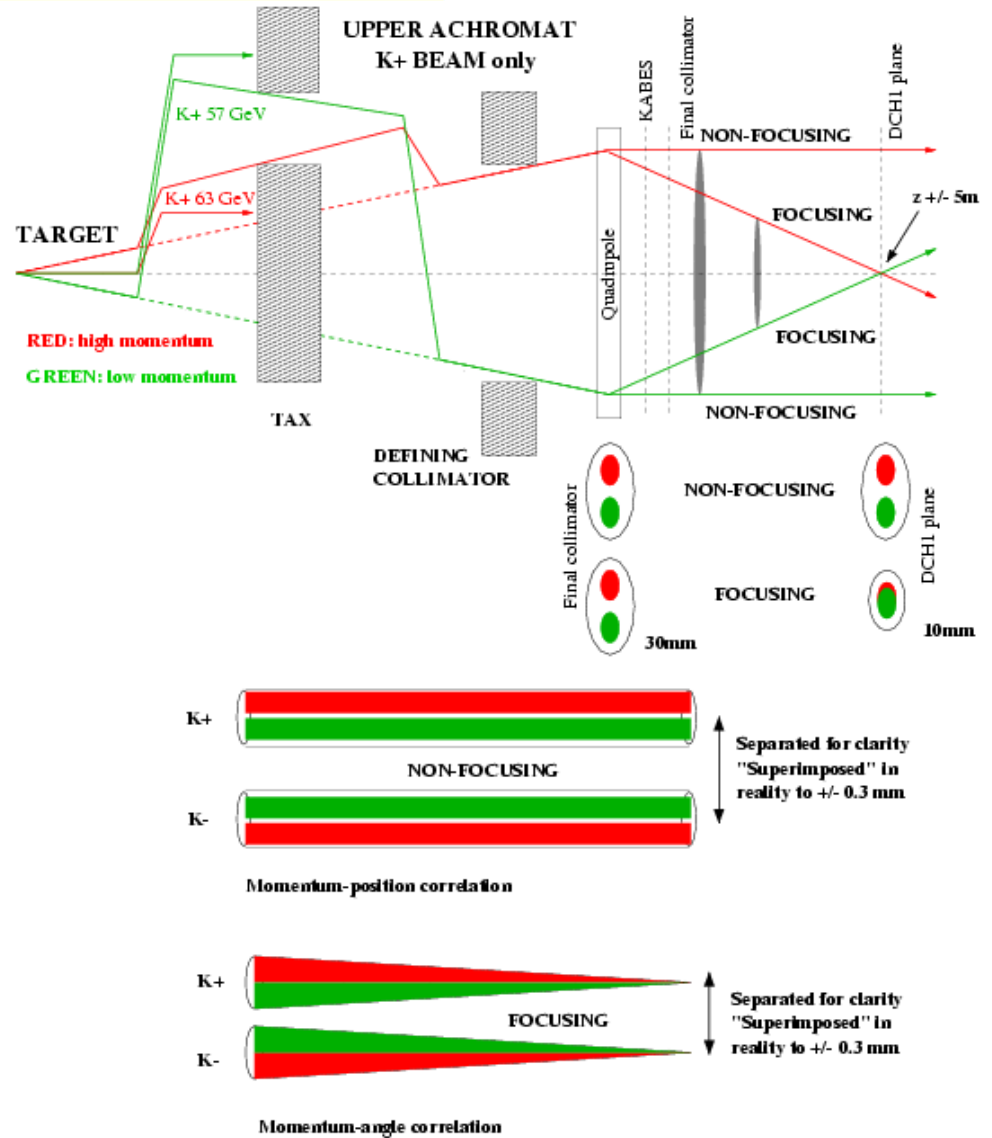 UPPER ACHROMAT
K+ BEAM only
KABES
Final collimator
DCH1 plane
NON-FOCUSING
K+ 57 GeV
K+ 63 GeV
z +/- 5m
TARGET
FOCUSING
Quadrupole
FOCUSING
RED: high momentum
GREEN: low momentum
NON-FOCUSING
TAX
DEFINING
COLLIMATOR
Final collimator
NON-FOCUSING
DCH1 plane
FOCUSING
30mm
10mm
K+
NON-FOCUSING
K-
Separated for clarity
"Superimposed" in
reality to +/- 0.3 mm
Momentum-position correlation
K+
FOCUSING
K-
Separated for clarity
"Superimposed" in
reality to +/- 0.3 mm
Momentum-angle correlation